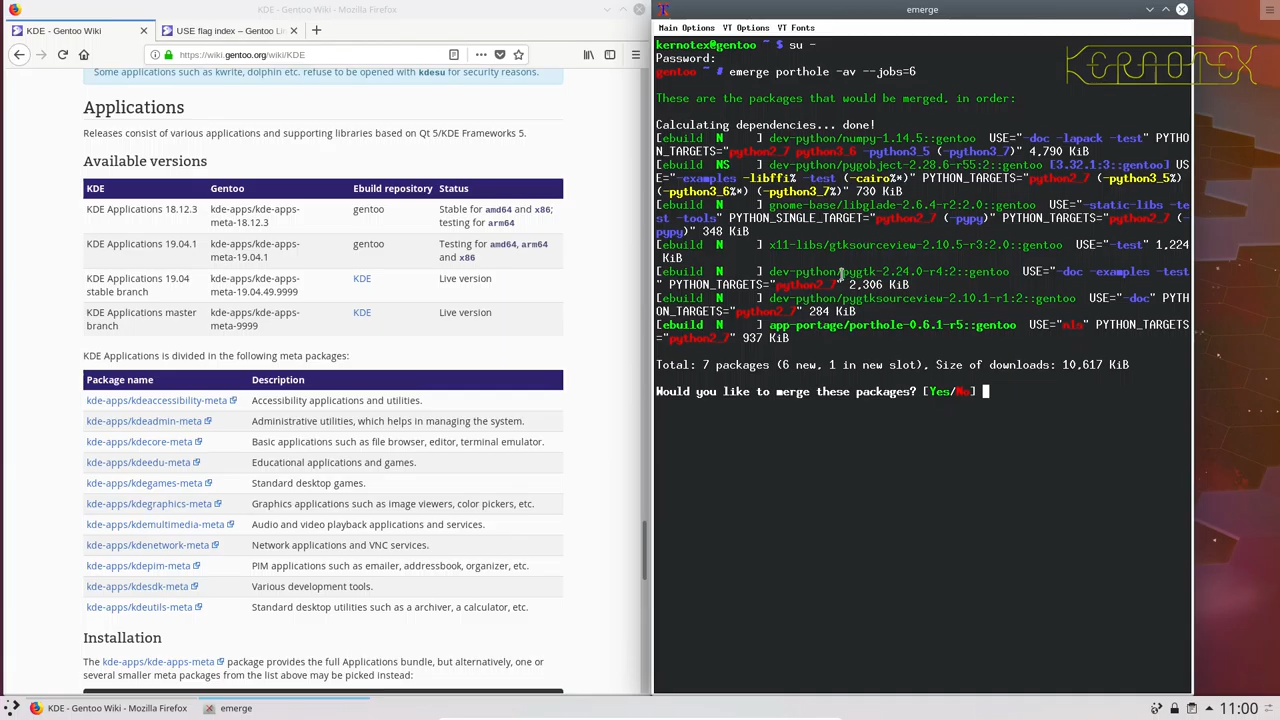 KDE - Gentoo Wiki - Mozilla Firefox
KDE - Gentoo Wiki
USE flag index – Gentoo Li
https://wiki.gentoo.org/wiki/KDE
Some applications such as kwrite, dolphin etc. refuse to be opened with kdesu for security reasons.
Applications
Releases consist of various applications and supporting libraries based on Qt 5/KDE Frameworks 5.
Available versions
KDE Gentoo Ebuild repository Status
KDE Applications 18.12.3 kde-apps/kde-apps-meta-18.12.3 gentoo Stable for amd64 and x86; testing for arm64
KDE Applications 19.04.1 kde-apps/kde-apps-meta-19.04.1 gentoo Testing for amd64, arm64 and x86
KDE Applications 19.04 stable branch kde-apps/kde-apps-meta-19.04.49.9999 KDE Live version
KDE Applications master branch kde-apps/kde-apps-meta-9999 KDE Live version
KDE Applications is divided in the following meta packages:
Package name Description
kde-apps/kdeaccessibility-meta Accessibility applications and utilities.
kde-apps/kdeadmin-meta Administrative utilities, which helps in managing the system.
kde-apps/kdecore-meta Basic applications such as file browser, editor, terminal emulator.
kde-apps/kdeedu-meta Educational applications and games.
kde-apps/kdegames-meta Standard desktop games.
kde-apps/kdegraphics-meta Graphics applications such as image viewers, color pickers, etc.
kde-apps/kdemultimedia-meta Audio and video playback applications and services.
kde-apps/kdenetwork-meta Network applications and VNC services.
kde-apps/kdepim-meta PIM applications such as emailer, addressbook, organizer, etc.
kde-apps/kdesdk-meta Various development tools.
kde-apps/kdeutils-meta Standard desktop utilities such as a archiver, a calculator, etc.
Installation
The kde-apps/kde-apps-meta package provides the full Applications bundle, but alternatively, one or
several smaller meta packages from the list above may be picked instead:
emerge
Main Options VT Options VT Fonts
KERNOTEX
kernotex@gentoo ~ $ su -
Password:
gentoo ~ # emerge porthole -av --jobs=6
These are the packages that would be merged, in order:
Calculating dependencies... done!
[ebuild  N     ] dev-python/numpy-1.14.5::gentoo  USE="-doc -lapack -test" PYTHO
N_TARGETS="python2_7 python3_6 -python3_5 (-python3_7)" 4,790 KiB
[ebuild  NS    ] dev-python/pygobject-2.28.6-r55:2::gentoo [3.32.1:3::gentoo] US
E="-examples -libffi% -test (-cairo%*)" PYTHON_TARGETS="python2_7 (-python3_5%)
(-python3_6%*) (-python3_7%)" 730 KiB
[ebuild  N     ] gnome-base/libglade-2.6.4-r2:2.0::gentoo  USE="-static-libs -te
st -tools" PYTHON_SINGLE_TARGET="python2_7 (-pypy)" PYTHON_TARGETS="python2_7 (-
pypy)" 348 KiB
[ebuild  N     ] x11-libs/gtksourceview-2.10.5-r3:2.0::gentoo  USE="-test" 1,224
KiB
[ebuild  N     ] dev-python/pygtk-2.24.0-r4:2::gentoo  USE="-doc -examples -test
" PYTHON_TARGETS="python2_7" 2,306 KiB
[ebuild  N     ] dev-python/pygtksourceview-2.10.1-r1:2::gentoo  USE="-doc" PYTH
ON_TARGETS="python2_7" 284 KiB
[ebuild  N     ] app-portage/porthole-0.6.1-r5::gentoo  USE="nls" PYTHON_TARGETS
="python2_7" 937 KiB
Total: 7 packages (6 new, 1 in new slot), Size of downloads: 10,617 KiB
Would you like to merge these packages? [Yes/No]
KDE - Gentoo Wiki - Mozilla Firefox
emerge
11:00